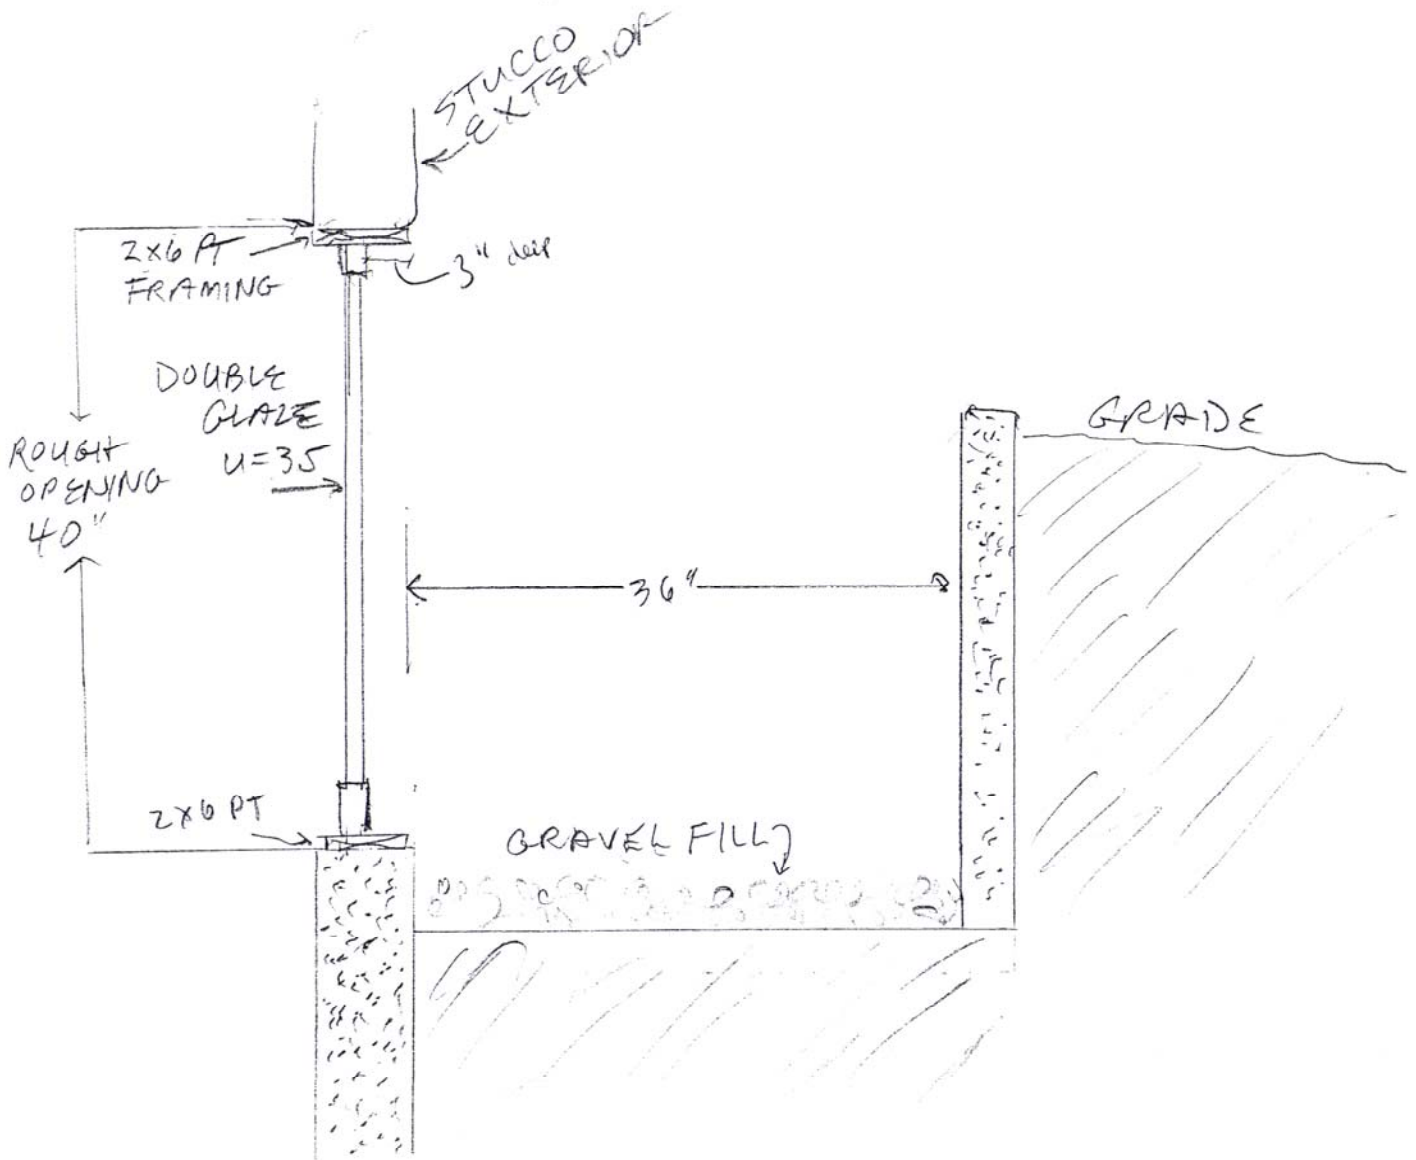 STUCCO
EXTERIOR
2x6 PT
FRAMING
3" deep
DOUBLE
GLAZE
U=35
ROUGH
OPENING
40"
GRADE
36"
2x6 PT
GRAVEL FILL